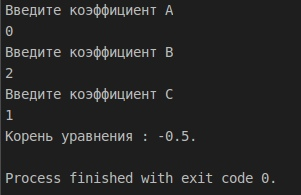 Введите коэффициент A
0
Введите коэффициент B
2
Введите коэффициент C
1
Корень уравнения : -0.5.
Process finished with exit code 0.